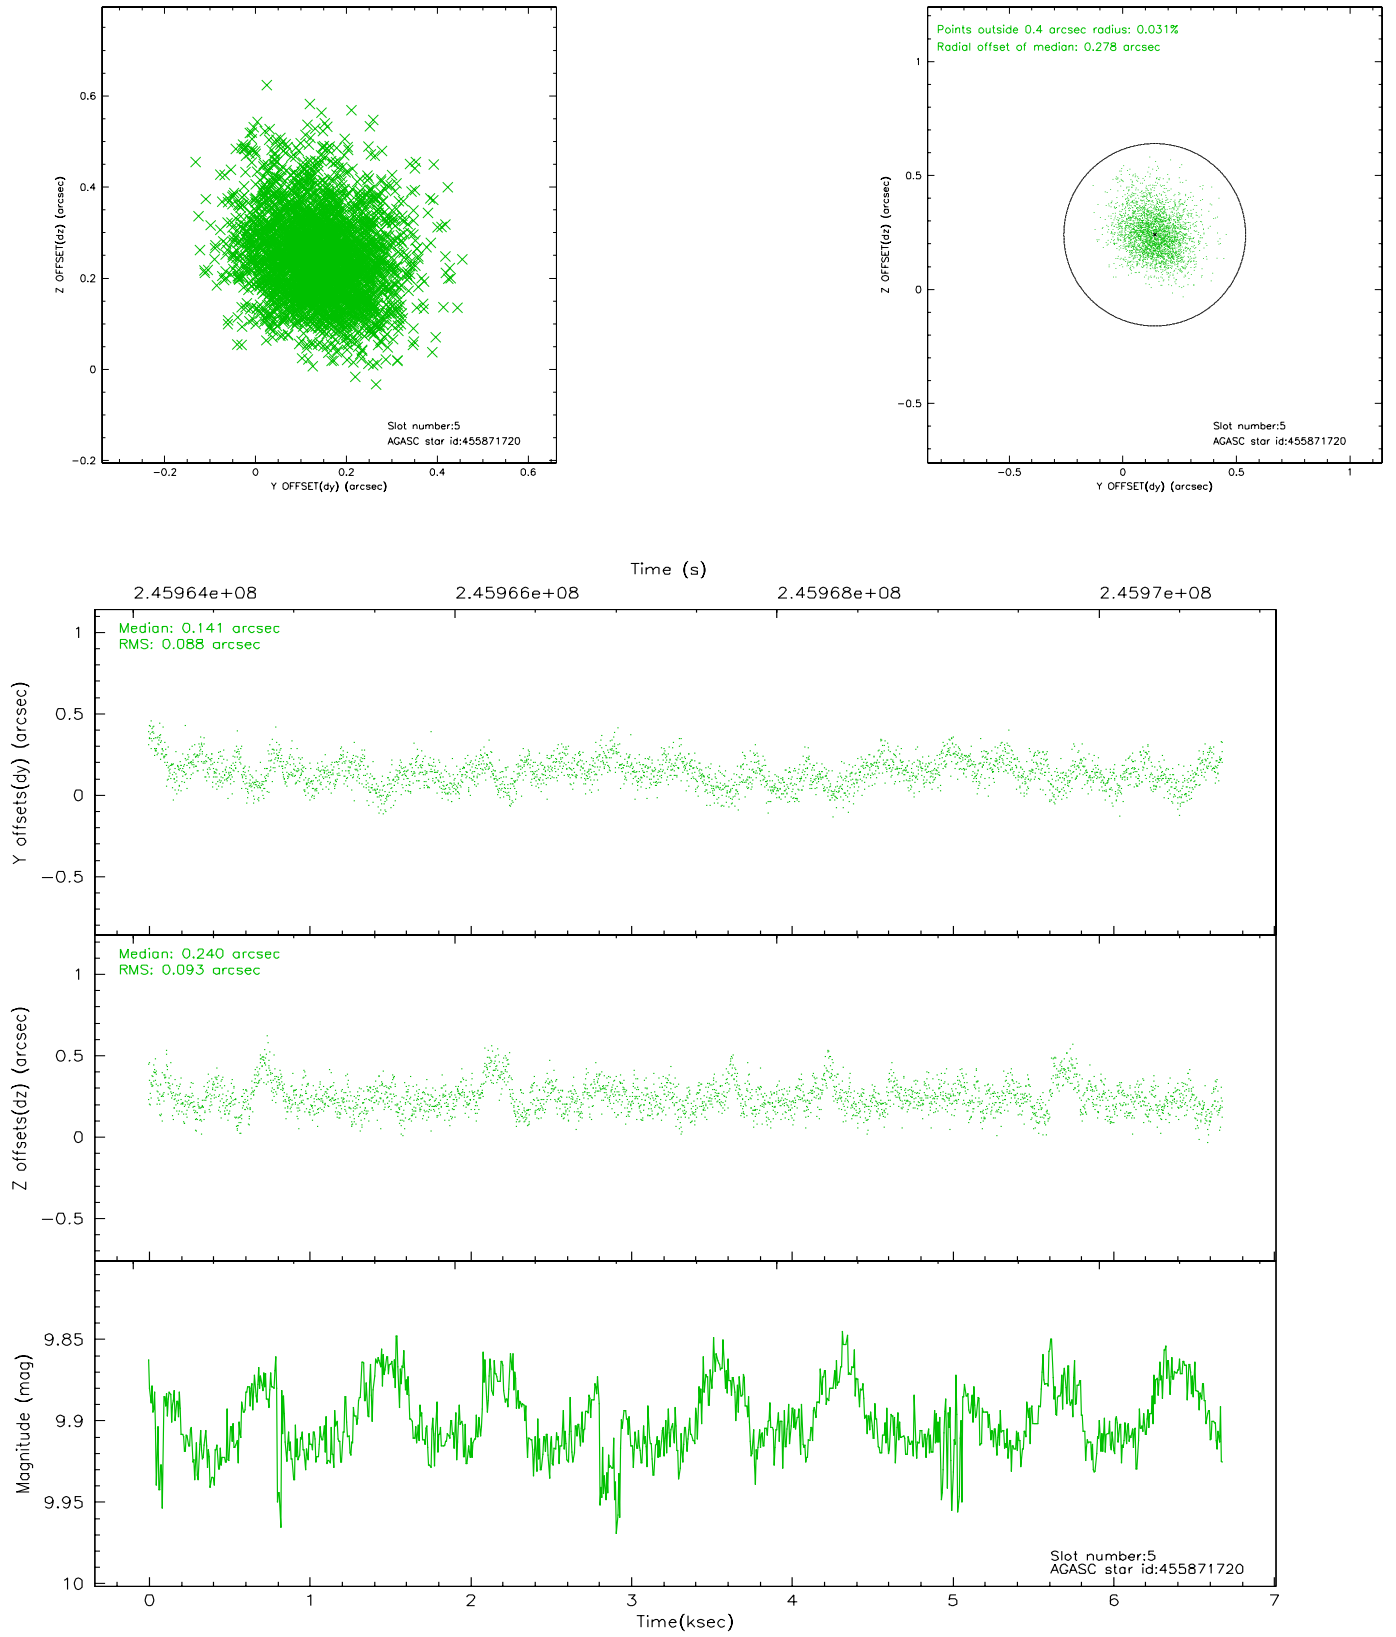 0.6
0.4
0.2
0
−0.2
−0.2
0
0.2
0.4
0.6
Z OFFSET(dz) (arcsec)
Y OFFSET(dy) (arcsec)
Slot number:5
AGASC star id:455871720
Points outside 0.4 arcsec radius: 0.031%
Radial offset of median: 0.278 arcsec
1
0.5
0
−0.5
−0.5
0
0.5
1
Z OFFSET(dz) (arcsec)
Y OFFSET(dy) (arcsec)
Slot number:5
AGASC star id:455871720
Time (s)
2.45964e+08
2.45966e+08
2.45968e+08
2.4597e+08
Median: 0.141 arcsec
RMS: 0.088 arcsec
1
0.5
0
−0.5
Y offsets(dy) (arcsec)
Median: 0.240 arcsec
RMS: 0.093 arcsec
1
0.5
0
−0.5
Z offsets(dz) (arcsec)
9.85
9.9
9.95
10
Magnitude (mag)
Slot number:5
AGASC star id:455871720
0
1
2
3
4
5
6
7
Time(ksec)